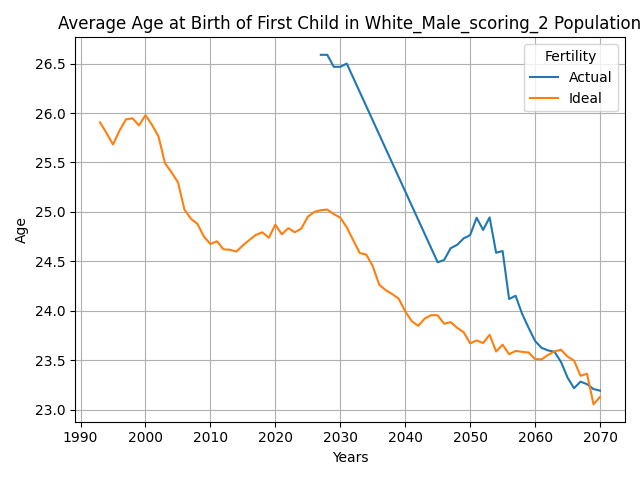 Average Age at Birth of First Child in White_Male_scoring_2 Population
Fertility
Actual
Ideal
Age
26.5
26.0
25.5
25.0
24.5
24.0
23.5
23.0
1990 2000 2010 2020 2030 2040 2050 2060 2070
Years